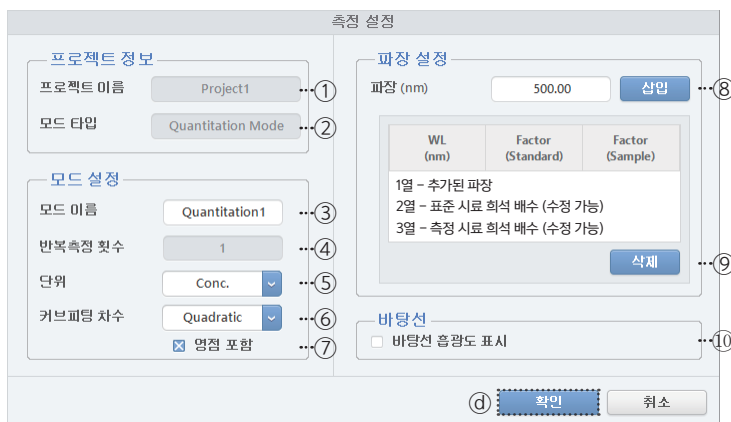 측정 설정
프로젝트 정보
프로젝트 이름 Project1 ①
모드 타입 Quantitation Mode ②
모드 설정
모드 이름 Quantitation1 ③
반복측정 횟수 1 ④
단위 Conc. ⑤
커브피팅 차수 Quadratic ⑥
영점 포함 ⑦
파장 설정
파장 (nm) 500.00 삽입 ⑧
WL Factor Factor
(nm) (Standard) (Sample)
1열 – 추가된 파장
2열 – 표준 시료 희석 배수 (수정 가능)
3열 – 측정 시료 희석 배수 (수정 가능)
삭제 ⑨
바탕선
바탕선 흡광도 표시 ⑩
ⓓ 확인 취소